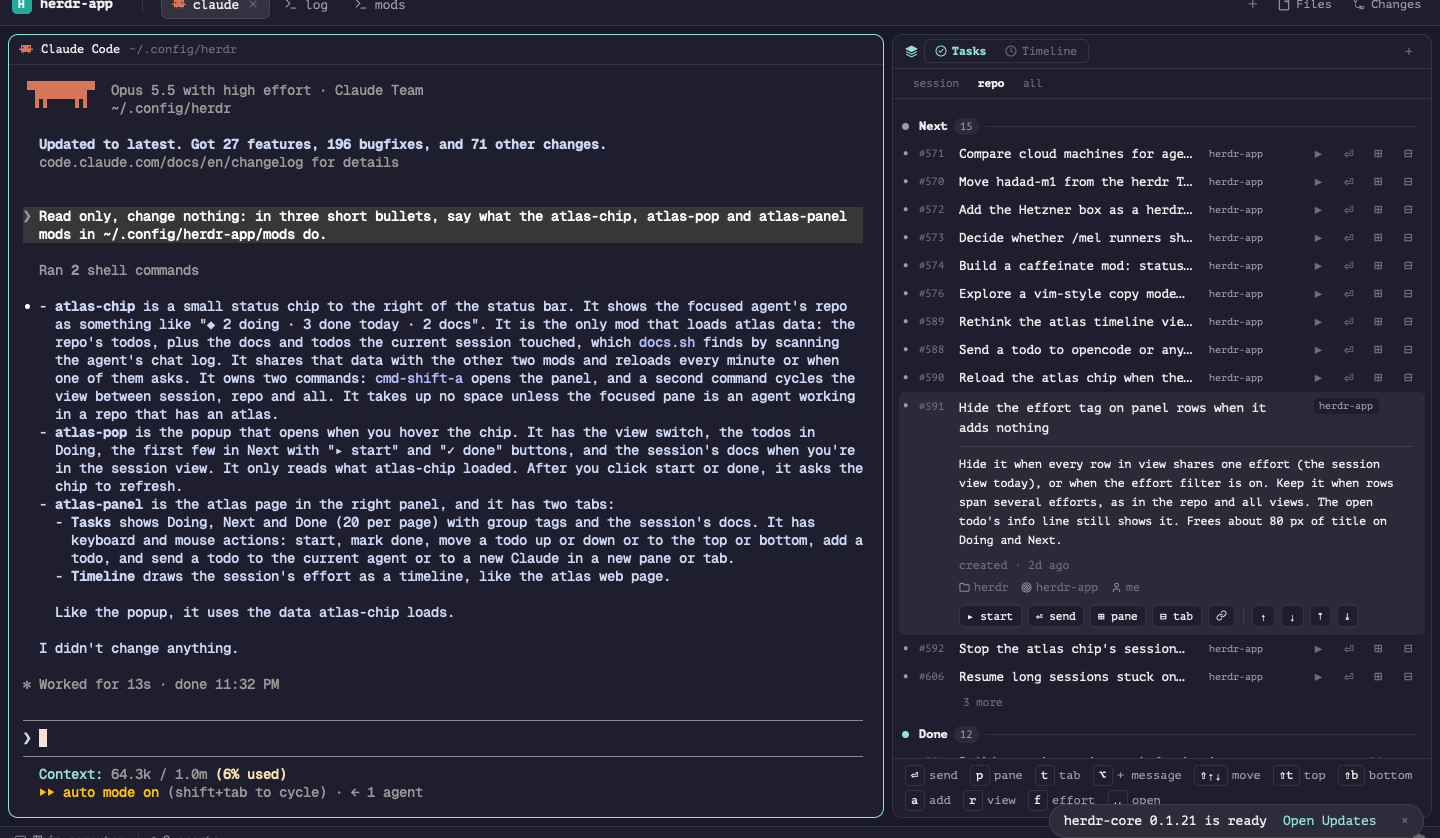 herdr-app
claude ×
log
mods
+
Files
Changes
Claude Code ~/.config/herdr
Opus 5.5 with high effort · Claude Team
~/.config/herdr
Updated to latest. Got 27 features, 196 bugfixes, and 71 other changes.
code.claude.com/docs/en/changelog for details
❯ Read only, change nothing: in three short bullets, say what the atlas-chip, atlas-pop and atlas-panel
mods in ~/.config/herdr-app/mods do.
Ran 2 shell commands
● - atlas-chip is a small status chip to the right of the status bar. It shows the focused agent's repo
as something like "◆ 2 doing · 3 done today · 2 docs". It is the only mod that loads atlas data: the
repo's todos, plus the docs and todos the current session touched, which docs.sh finds by scanning
the agent's chat log. It shares that data with the other two mods and reloads every minute or when
one of them asks. It owns two commands: cmd-shift-a opens the panel, and a second command cycles the
view between session, repo and all. It takes up no space unless the focused pane is an agent working
in a repo that has an atlas.
- atlas-pop is the popup that opens when you hover the chip. It has the view switch, the todos in
Doing, the first few in Next with "▸ start" and "✓ done" buttons, and the session's docs when you're
in the session view. It only reads what atlas-chip loaded. After you click start or done, it asks the
chip to refresh.
- atlas-panel is the atlas page in the right panel, and it has two tabs:
- Tasks shows Doing, Next and Done (20 per page) with group tags and the session's docs. It has
keyboard and mouse actions: start, mark done, move a todo up or down or to the top or bottom, add a
todo, and send a todo to the current agent or to a new Claude in a new pane or tab.
- Timeline draws the session's effort as a timeline, like the atlas web page.
Like the popup, it uses the data atlas-chip loads.
I didn't change anything.
✻ Worked for 13s · done 11:32 PM
❯
Context: 64.3k / 1.0m (6% used)
⏵⏵ auto mode on (shift+tab to cycle) · ← 1 agent
Tasks
Timeline
+
session repo all
Next 15
#571 Compare cloud machines for age… herdr-app
#570 Move hadad-m1 from the herdr T… herdr-app
#572 Add the Hetzner box as a herdr… herdr-app
#573 Decide whether /mel runners sh… herdr-app
#574 Build a caffeinate mod: status… herdr-app
#576 Explore a vim-style copy mode… herdr-app
#589 Rethink the atlas timeline vie… herdr-app
#588 Send a todo to opencode or any… herdr-app
#590 Reload the atlas chip when the… herdr-app
#591 Hide the effort tag on panel rows when it herdr-app
adds nothing
Hide it when every row in view shares one effort (the session
view today), or when the effort filter is on. Keep it when rows
span several efforts, as in the repo and all views. The open
todo's info line still shows it. Frees about 80 px of title on
Doing and Next.
created · 2d ago
herdr herdr-app me
▸ start ⏎ send ⊞ pane ⊟ tab ↑ ↓ ⤒ ⤓
#592 Stop the atlas chip's session… herdr-app
#606 Resume long sessions stuck on… herdr-app
3 more
Done 12
⏎ send p pane t tab ⌥ + message ⇧↑↓ move ⇧t top ⇧b bottom
a add r view f effort open
herdr-core 0.1.21 is ready Open Updates ×